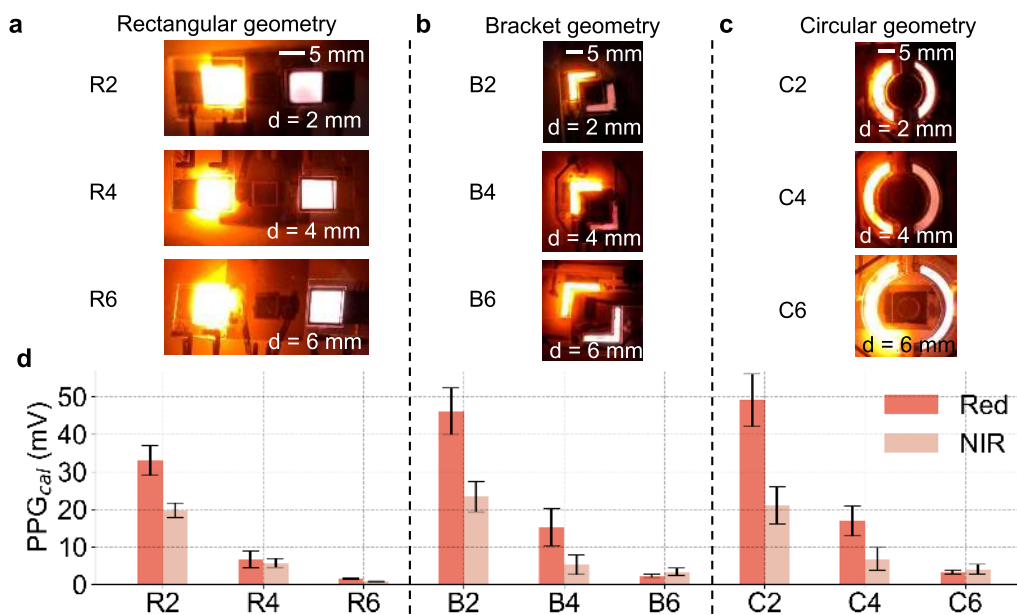 a Rectangular geometry
R2
5 mm
d = 2 mm
R4
d = 4 mm
R6
d = 6 mm
b Bracket geometry
B2
5 mm
d = 2 mm
B4
d = 4 mm
B6
d = 6 mm
c Circular geometry
C2
5 mm
d = 2 mm
C4
d = 4 mm
C6
d = 6 mm
d
PPGcal (mV)
50
40
30
20
10
0
Red
NIR
R2 R4 R6 B2 B4 B6 C2 C4 C6